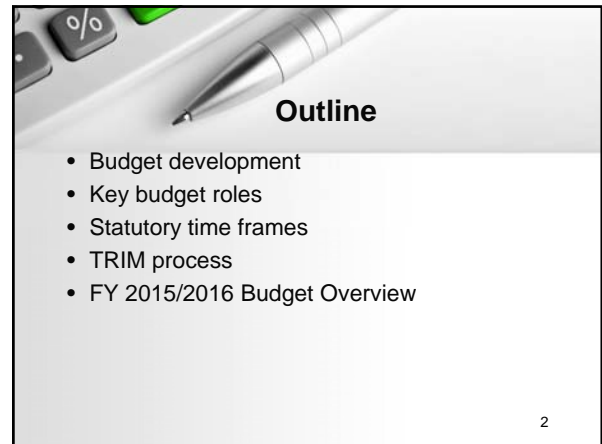 %
Outline
• Budget development
• Key budget roles
• Statutory time frames
• TRIM process
• FY 2015/2016 Budget Overview
2